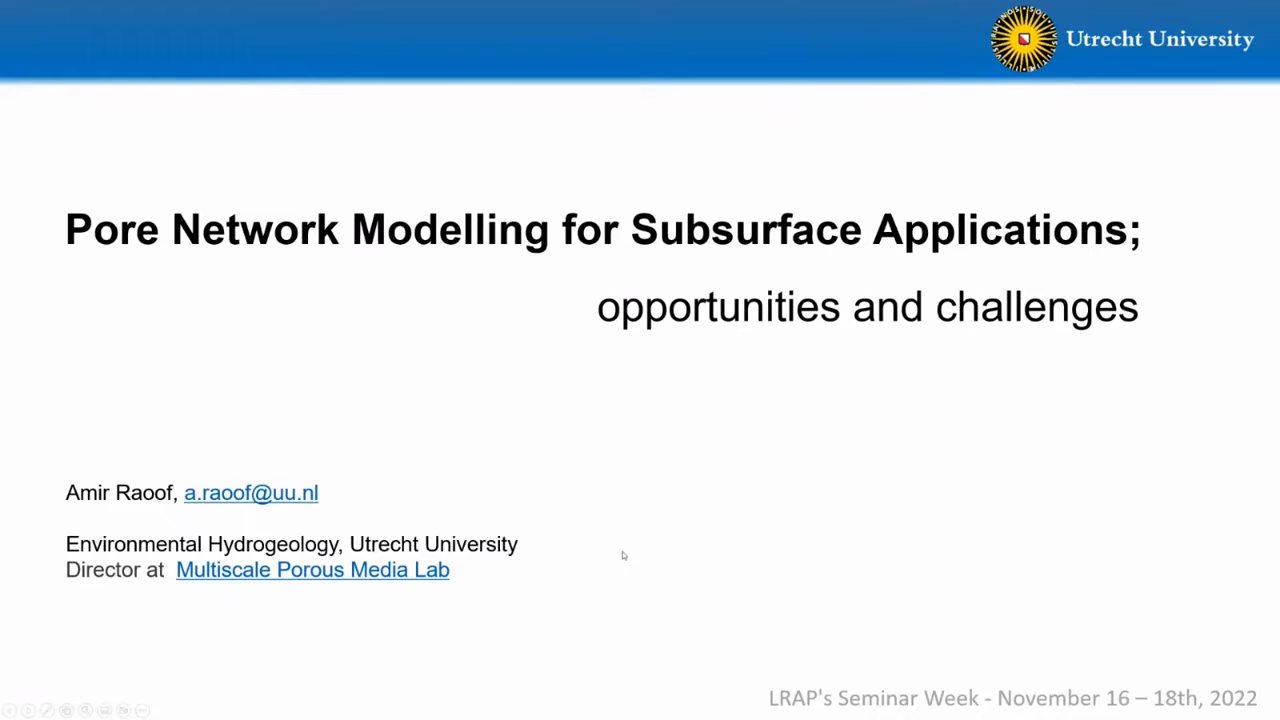 Utrecht University
Pore Network Modelling for Subsurface Applications;
opportunities and challenges
Amir Raoof, a.raoof@uu.nl
Environmental Hydrogeology, Utrecht University
Director at Multiscale Porous Media Lab
LRAP's Seminar Week - November 16 – 18th, 2022